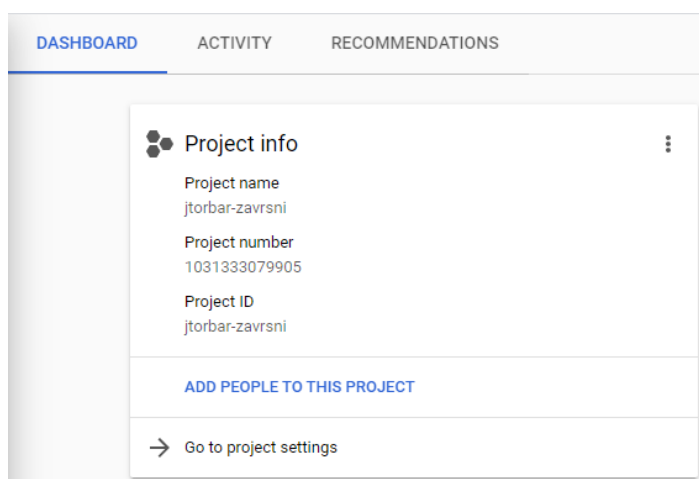 DASHBOARD ACTIVITY RECOMMENDATIONS
Project info
Project name
jtorbar-zavrsni
Project number
1031333079905
Project ID
jtorbar-zavrsni
ADD PEOPLE TO THIS PROJECT
Go to project settings